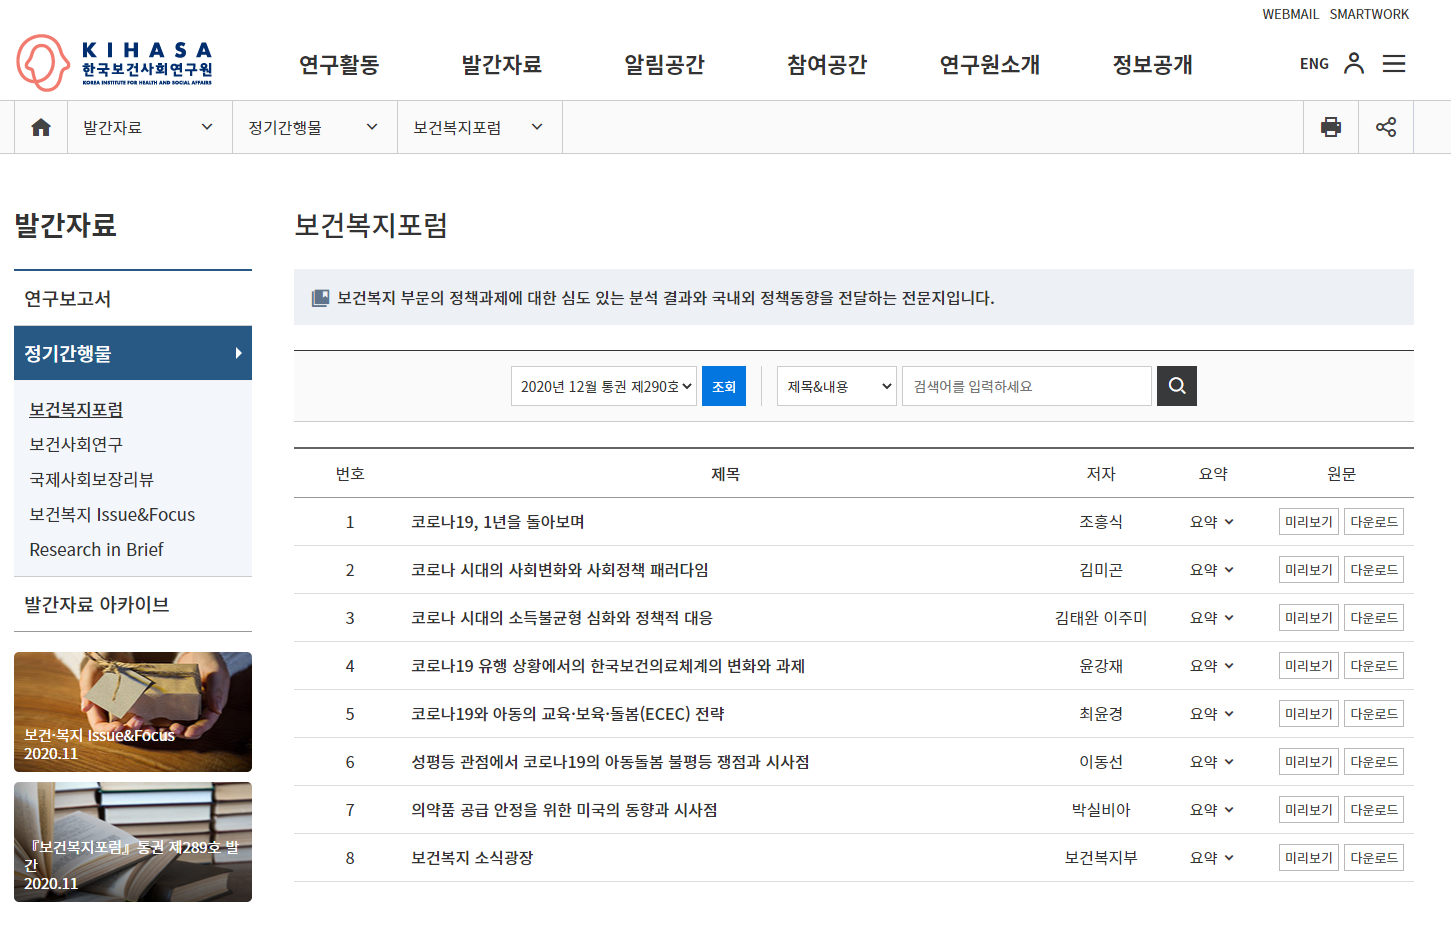 WEBMAIL SMARTWORK
KIHASA
한국보건사회연구원
KOREA INSTITUTE FOR HEALTH AND SOCIAL AFFAIRS
연구활동 발간자료 알림공간 참여공간 연구원소개 정보공개 ENG
발간자료 정기간행물 보건복지포럼
발간자료
연구보고서
정기간행물
보건복지포럼
보건사회연구
국제사회보장리뷰
보건복지 Issue&Focus
Research in Brief
발간자료 아카이브
보건·복지 Issue&Focus
2020.11
『보건복지포럼』 통권 제289호 발
간
2020.11
보건복지포럼
보건복지 부문의 정책과제에 대한 심도 있는 분석 결과와 국내외 정책동향을 전달하는 전문지입니다.
2020년 12월 통권 제290호 조회 제목&내용 검색어를 입력하세요
번호 제목 저자 요약 원문
1 코로나19, 1년을 돌아보며 조흥식 요약 미리보기 다운로드
2 코로나 시대의 사회변화와 사회정책 패러다임 김미곤 요약 미리보기 다운로드
3 코로나 시대의 소득불균형 심화와 정책적 대응 김태완 이주미 요약 미리보기 다운로드
4 코로나19 유행 상황에서의 한국보건의료체계의 변화와 과제 윤강재 요약 미리보기 다운로드
5 코로나19와 아동의 교육·보육·돌봄(ECEC) 전략 최윤경 요약 미리보기 다운로드
6 성평등 관점에서 코로나19의 아동돌봄 불평등 쟁점과 시사점 이동선 요약 미리보기 다운로드
7 의약품 공급 안정을 위한 미국의 동향과 시사점 박실비아 요약 미리보기 다운로드
8 보건복지 소식광장 보건복지부 요약 미리보기 다운로드